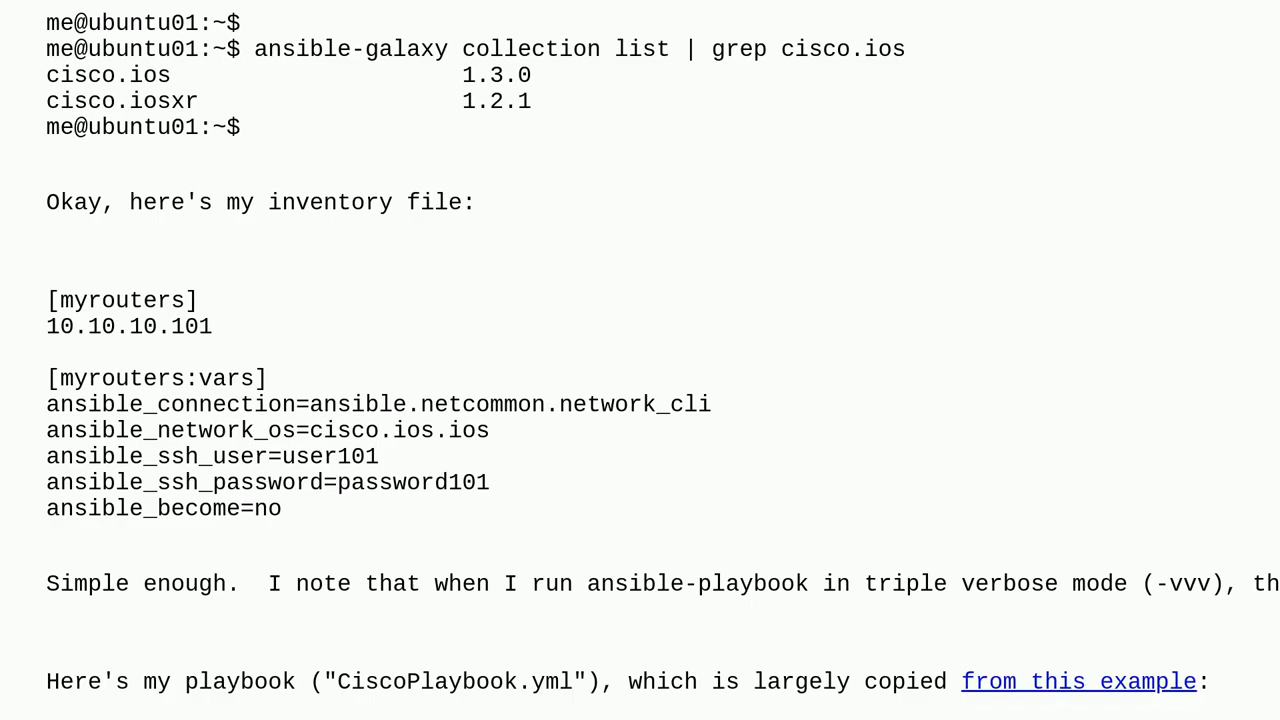 me@ubuntu01:~$
me@ubuntu01:~$ ansible-galaxy collection list | grep cisco.ios
cisco.ios                     1.3.0
cisco.iosxr                   1.2.1
me@ubuntu01:~$
Okay, here's my inventory file:
[myrouters]
10.10.10.101
[myrouters:vars]
ansible_connection=ansible.netcommon.network_cli
ansible_network_os=cisco.ios.ios
ansible_ssh_user=user101
ansible_ssh_password=password101
ansible_become=no
Simple enough.  I note that when I run ansible-playbook in triple verbose mode (-vvv), th
Here's my playbook ("CiscoPlaybook.yml"), which is largely copied from this example: